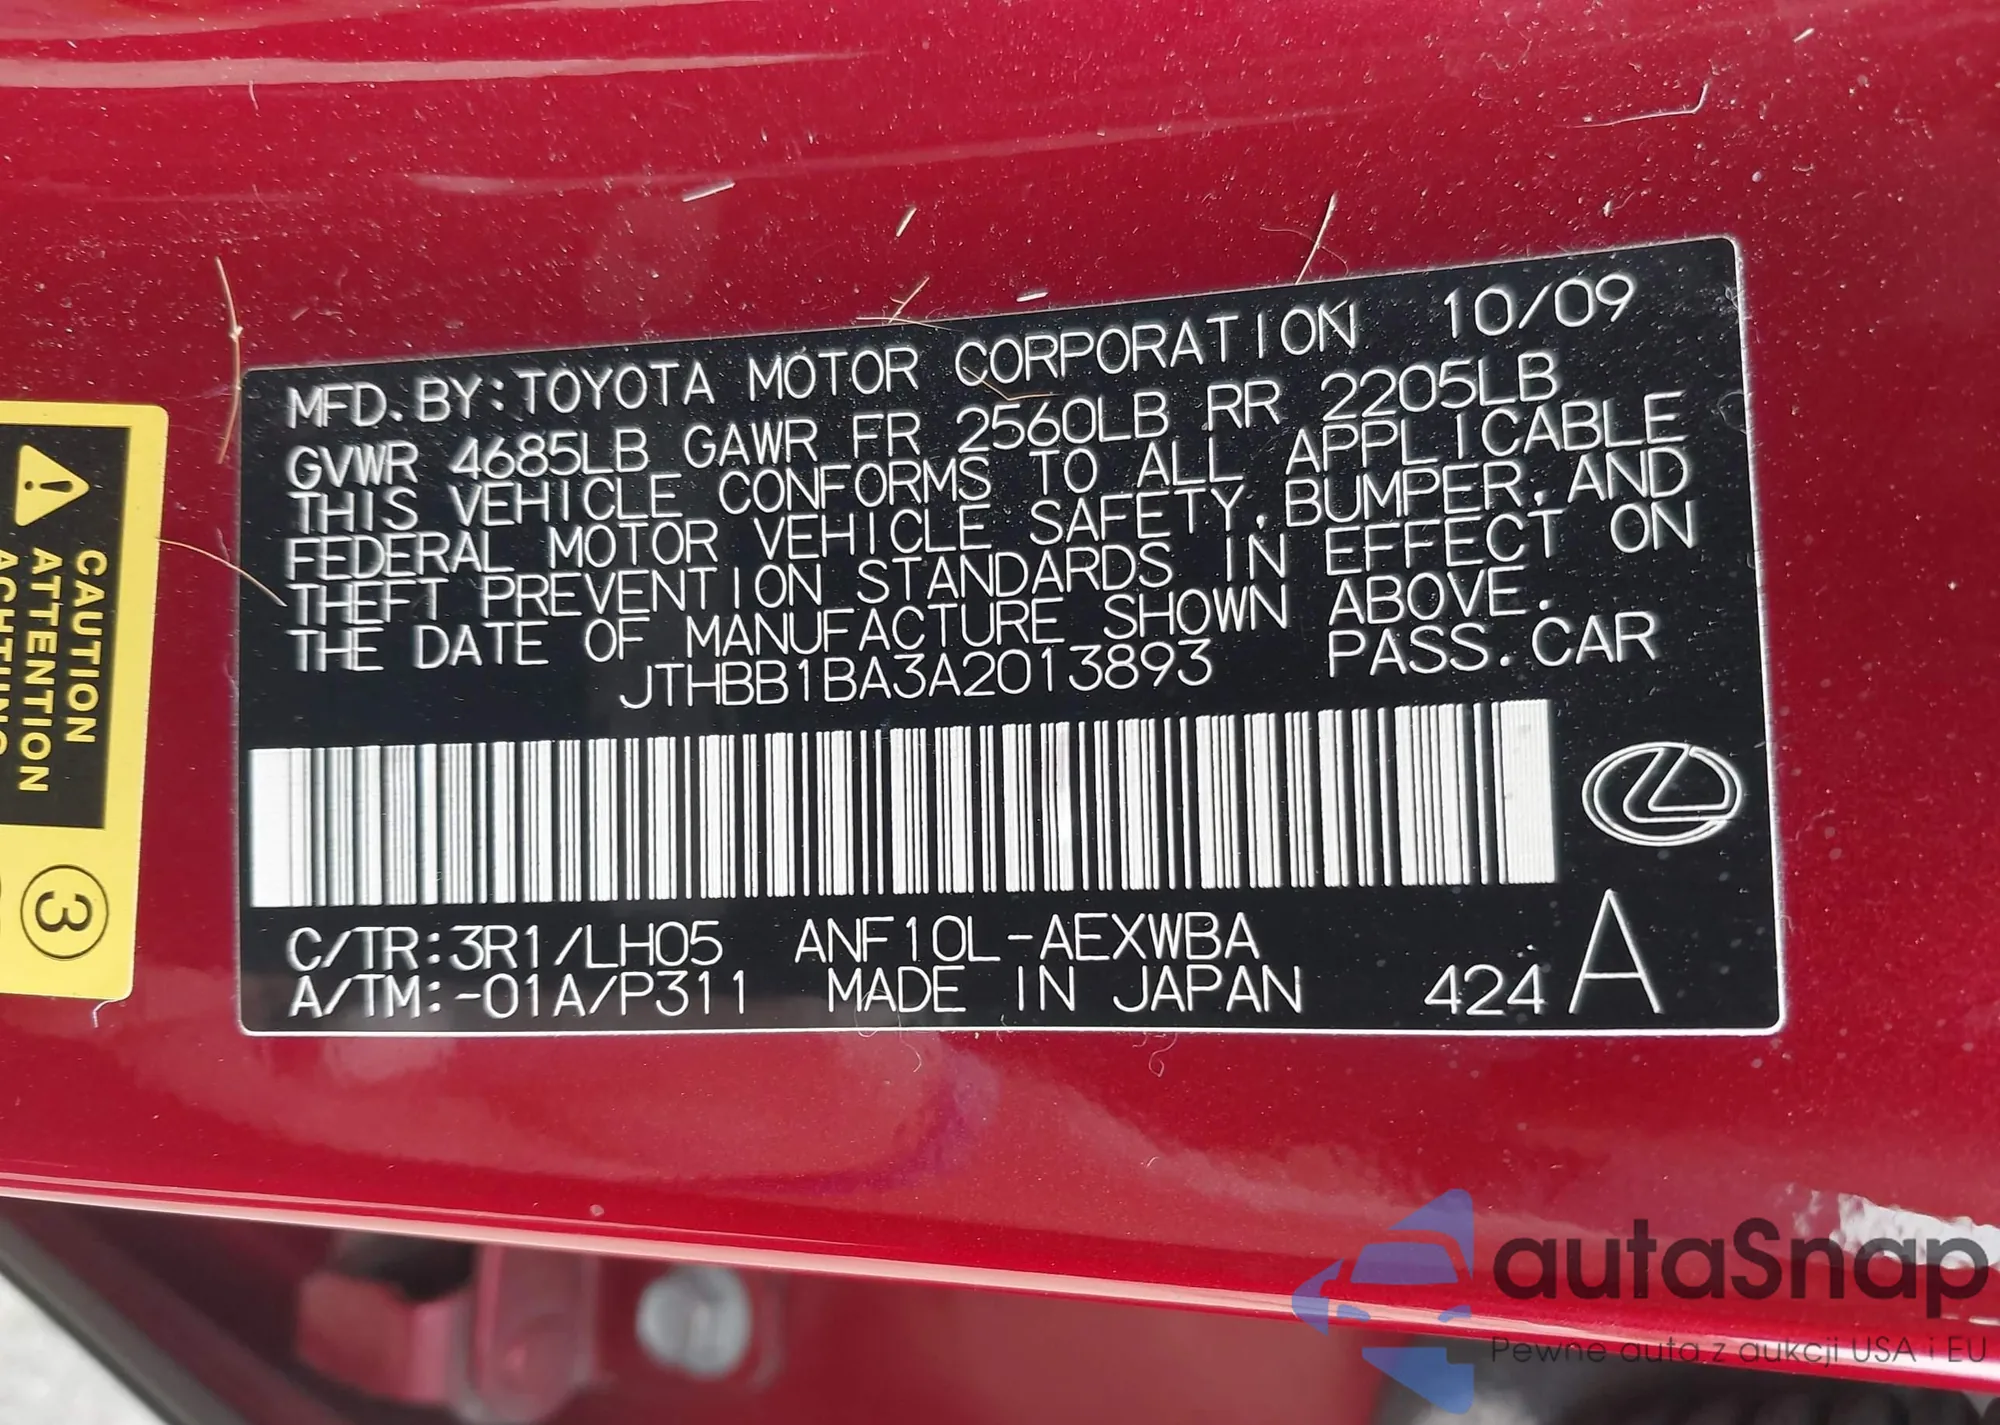 MFD. BY: TOYOTA MOTOR CORPORATION 10/09
GVWR 4685LB GAWR FR 2560LB RR 2205LB
THIS VEHICLE CONFORMS TO ALL APPLICABLE
FEDERAL MOTOR VEHICLE SAFETY, BUMPER, AND
THEFT PREVENTION STANDARDS IN EFFECT ON
THE DATE OF MANUFACTURE SHOWN ABOVE.
JTHBB1BA3A2013893 PASS. CAR
C/TR: 3R1/LH05 ANF10L-AEXWBA
A/TM: -01A/P311 MADE IN JAPAN 424 A
CAUTION
ATTENTION
ACHTUNG
3
autaSnap
Pewne auta z aukcji USA i EU